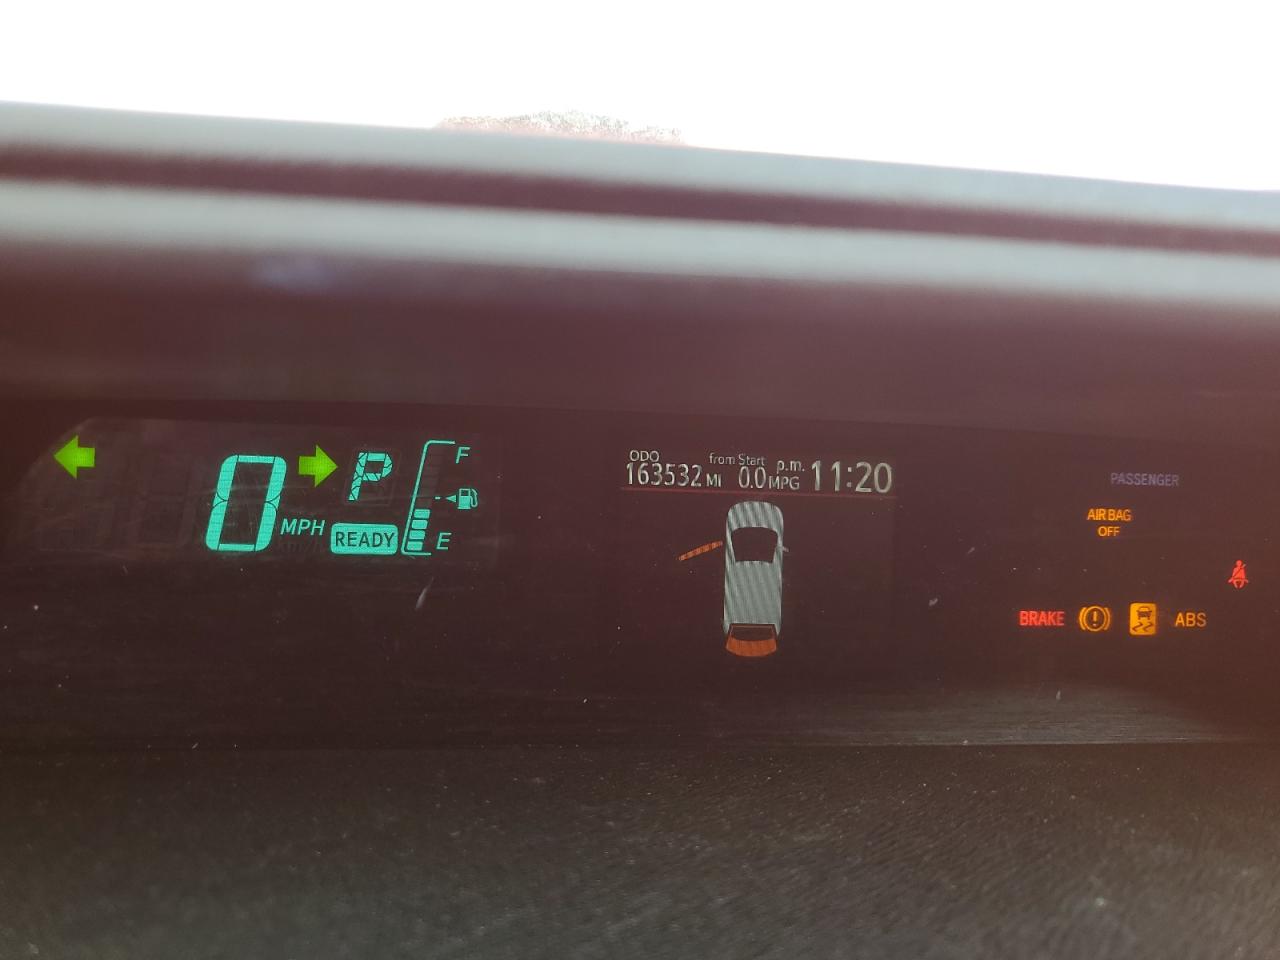 0 MPH
P
READY
F
E
ODO
163532 MI
from Start
0.0 MPG
p.m.
11:20
PASSENGER
AIR BAG
OFF
BRAKE
!
ABS